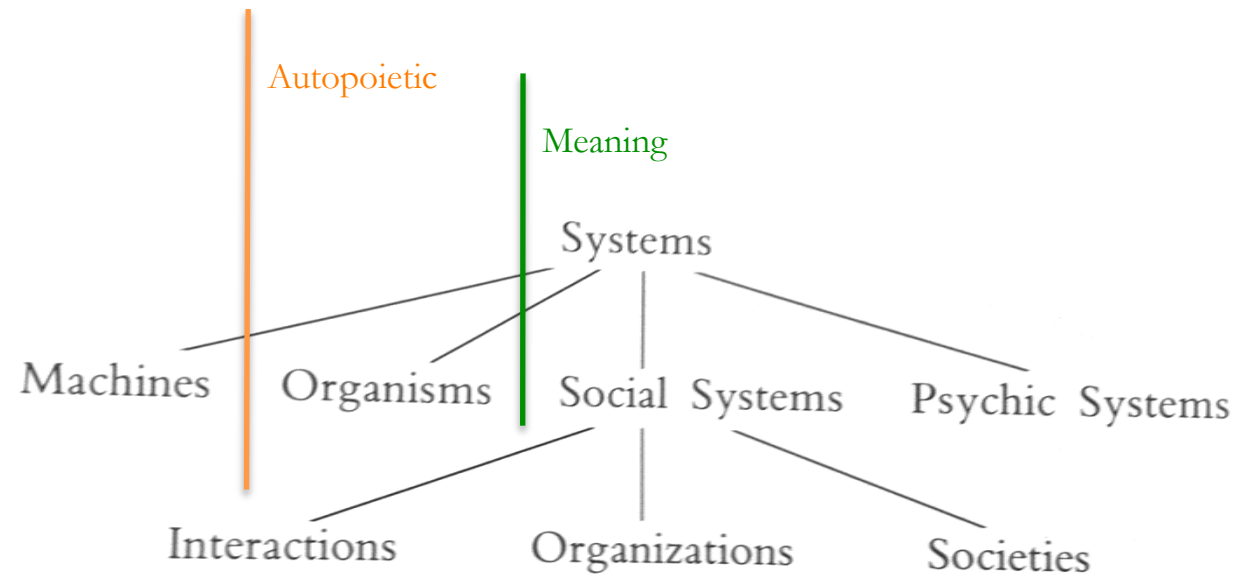 Autopoietic
Meaning
Systems
Machines
Organisms
Social Systems
Psychic Systems
Interactions
Organizations
Societies